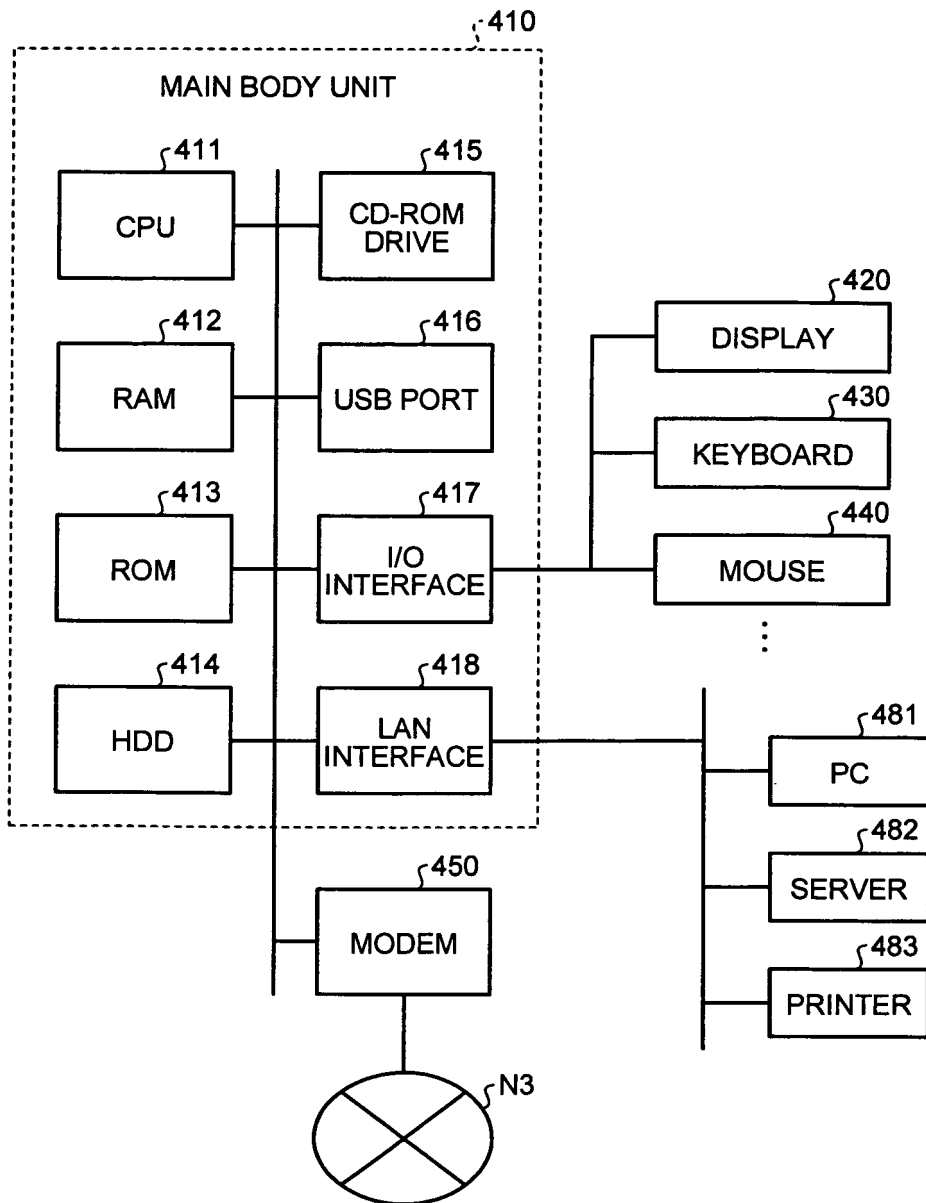 410
MAIN BODY UNIT
411
415
CPU
CD-ROM
DRIVE
412
416
RAM
USB PORT
413
417
ROM
I/O
INTERFACE
414
418
HDD
LAN
INTERFACE
420
DISPLAY
430
KEYBOARD
440
MOUSE
481
PC
482
SERVER
483
PRINTER
450
MODEM
N3